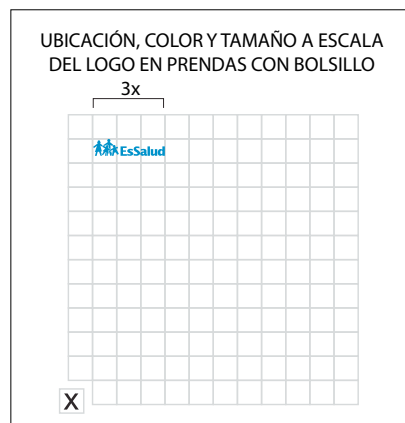 UBICACIÓN, COLOR Y TAMAÑO A ESCALA
DEL LOGO EN PRENDAS CON BOLSILLO
3x
EsSalud
X